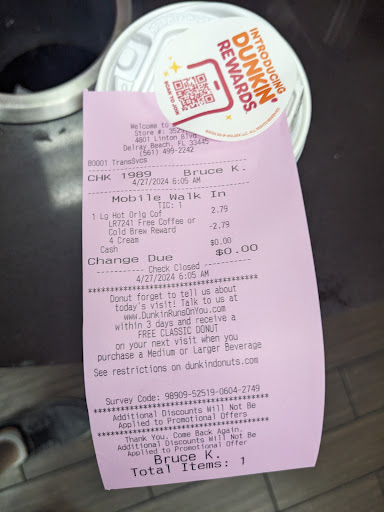 INTRODUCING
DUNKIN'
REWARDS
SCAN TO JOIN
Welcome to
Store #:
4801 Linton Blvd
Delray Beach, FL 33445
(561) 499-2242
80001 TransSvcs
CHK 1989 Bruce K.
4/27/2024 6:05 AM
Mobile Walk In
TIC: 1
1 Lg Hot Orig Cof 2.79
LR7241 Free Coffee or -2.79
Cold Brew Reward
4 Cream
Cash $0.00
Change Due $0.00
------------ Check Closed ------------
4/27/2024 6:05 AM
****************************************
Donut forget to tell us about
today's visit! Talk to us at
www.DunkinRunsOnYou.com
within 3 days and receive a
FREE CLASSIC DONUT
on your next visit when you
purchase a Medium or Larger Beverage
See restrictions on dunkindonuts.com
Survey Code: 98909-52519-0604-2749
****************************************
Additional Discounts Will Not Be
Applied to Promotional Offers
****************************************
Thank You, Come Back Again.
Additional Discounts Will Not Be
Applied to Promotional Offer
Bruce K.
Total Items: 1